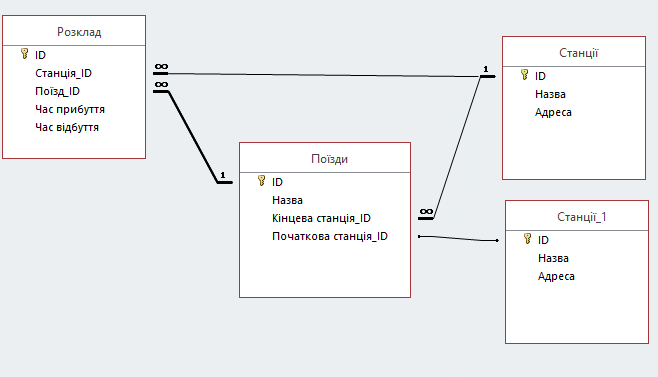 Розклад
ID
Станція_ID
Поїзд_ID
Час прибуття
Час відбуття
∞
∞
1
Поїзди
ID
Назва
Кінцева станція_ID
Початкова станція_ID
∞
1
Станції
ID
Назва
Адреса
Станції_1
ID
Назва
Адреса